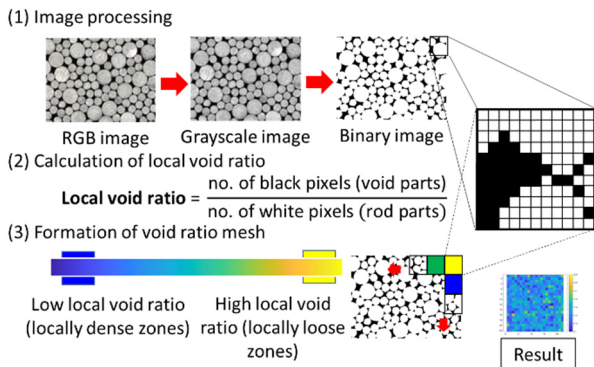 (1) Image processing
RGB image
Grayscale image
Binary image
(2) Calculation of local void ratio
Local void ratio = no. of black pixels (void parts)
no. of white pixels (rod parts)
(3) Formation of void ratio mesh
Low local void ratio
(locally dense zones)
High local void
ratio (locally loose
zones)
Result